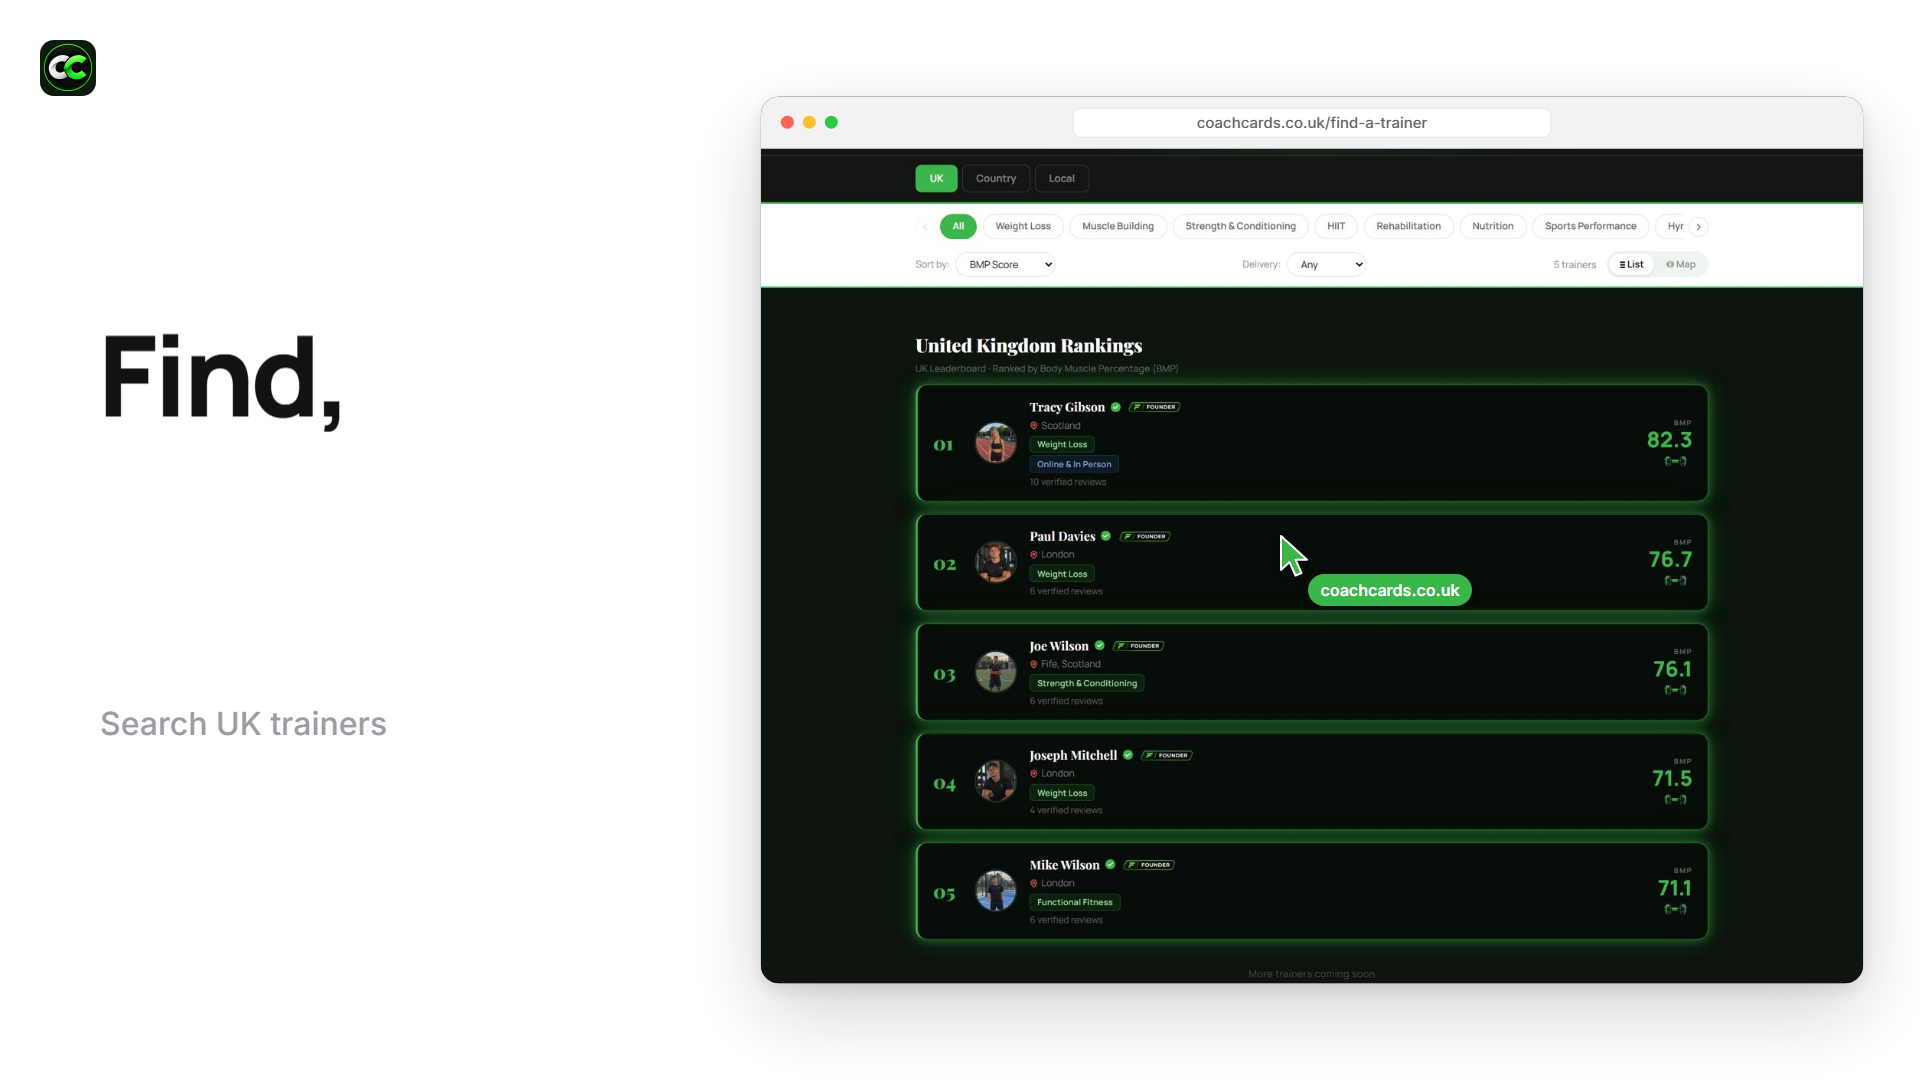 CC
Find,
Search UK trainers
coachcards.co.uk/find-a-trainer
UK Country Local
All Weight Loss Muscle Building Strength & Conditioning HIIT Rehabilitation Nutrition Sports Performance Hyr
Sort by: BMP Score Delivery: Any 5 trainers List Map
United Kingdom Rankings
UK Leaderboard · Ranked by Body Muscle Percentage (BMP)
01
Tracy Gibson FOUNDER
Scotland
Weight Loss
Online & In Person
10 verified reviews
BMP
82.3
02
Paul Davies FOUNDER
London
Weight Loss
6 verified reviews
BMP
76.7
coachcards.co.uk
03
Joe Wilson FOUNDER
Fife, Scotland
Strength & Conditioning
6 verified reviews
BMP
76.1
04
Joseph Mitchell FOUNDER
London
Weight Loss
4 verified reviews
BMP
71.5
05
Mike Wilson FOUNDER
London
Functional Fitness
6 verified reviews
BMP
71.1
More trainers coming soon